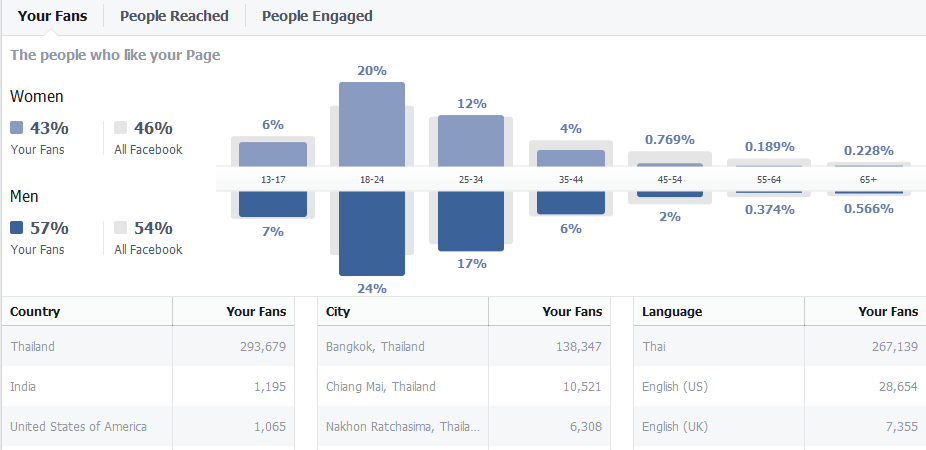 Your Fans People Reached People Engaged
The people who like your Page
Women
43% 46%
Your Fans All Facebook
Men
57% 54%
Your Fans All Facebook
6% 20% 12% 4% 0.769% 0.189% 0.228%
13-17 18-24 25-34 35-44 45-54 55-64 65+
7% 24% 17% 6% 2% 0.374% 0.566%
Country Your Fans City Your Fans Language Your Fans
Thailand 293,679 Bangkok, Thailand 138,347 Thai 267,139
India 1,195 Chiang Mai, Thailand 10,521 English (US) 28,654
United States of America 1,065 Nakhon Ratchasima, Thaila... 6,308 English (UK) 7,355